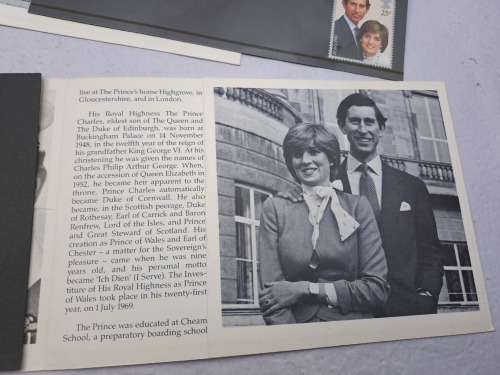 live at The Prince's home Highgrove, in
Gloucestershire, and in London.
His Royal Highness The Prince
Charles, eldest son of The Queen and
The Duke of Edinburgh, was born at
Buckingham Palace on 14 November
1948, in the twelfth year of the reign of
his grandfather King George VI. At his
christening he was given the names of
Charles Philip Arthur George. When,
on the accession of Queen Elizabeth in
1952, he became heir apparent to the
throne, Prince Charles automatically
became Duke of Cornwall. He also
became, in the Scottish peerage, Duke
of Rothesay, Earl of Carrick and Baron
Renfrew, Lord of the Isles, and Prince
and Great Steward of Scotland. His
creation as Prince of Wales and Earl of
Chester – a matter for the Sovereign's
pleasure – came when he was nine
years old, and his personal motto
became 'Ich Dien' (I Serve). The Inves-
titure of His Royal Highness as Prince
of Wales took place in his twenty-first
year, on 1 July 1969.
The Prince was educated at Cheam
School, a preparatory boarding school